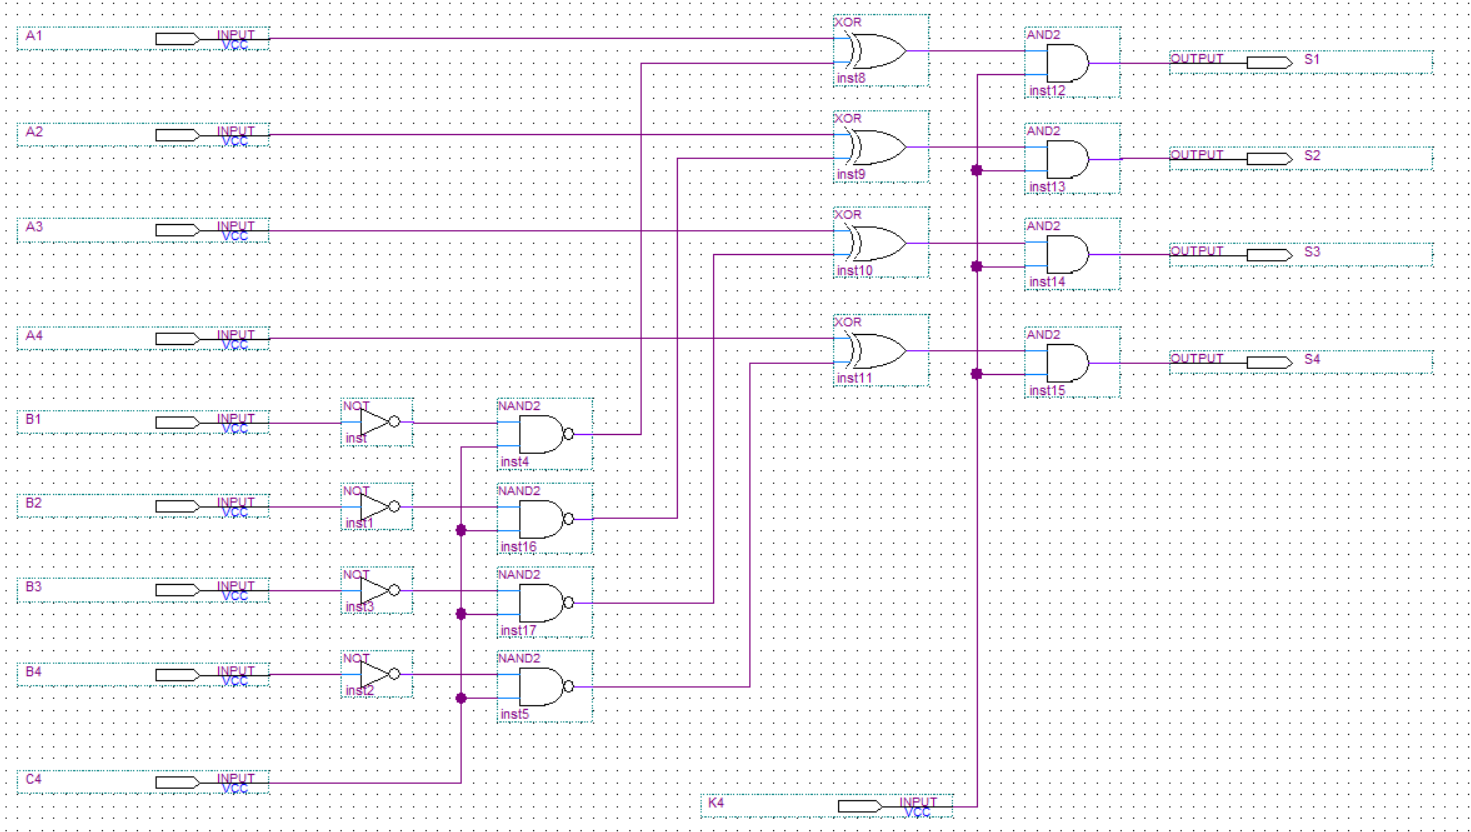 XOR
A1 INPUT VCC
AND2
OUTPUT S1
inst8
inst12
XOR
A2 INPUT VCC
AND2
OUTPUT S2
inst9
inst13
XOR
A3 INPUT VCC
AND2
OUTPUT S3
inst10
inst14
XOR
A4 INPUT VCC
AND2
OUTPUT S4
inst11
inst15
NOT
NAND2
B1 INPUT VCC
inst
inst4
NOT
NAND2
B2 INPUT VCC
inst1
inst16
NOT
NAND2
B3 INPUT VCC
inst3
inst17
NOT
NAND2
B4 INPUT VCC
inst2
inst5
C4 INPUT VCC
K4 INPUT VCC